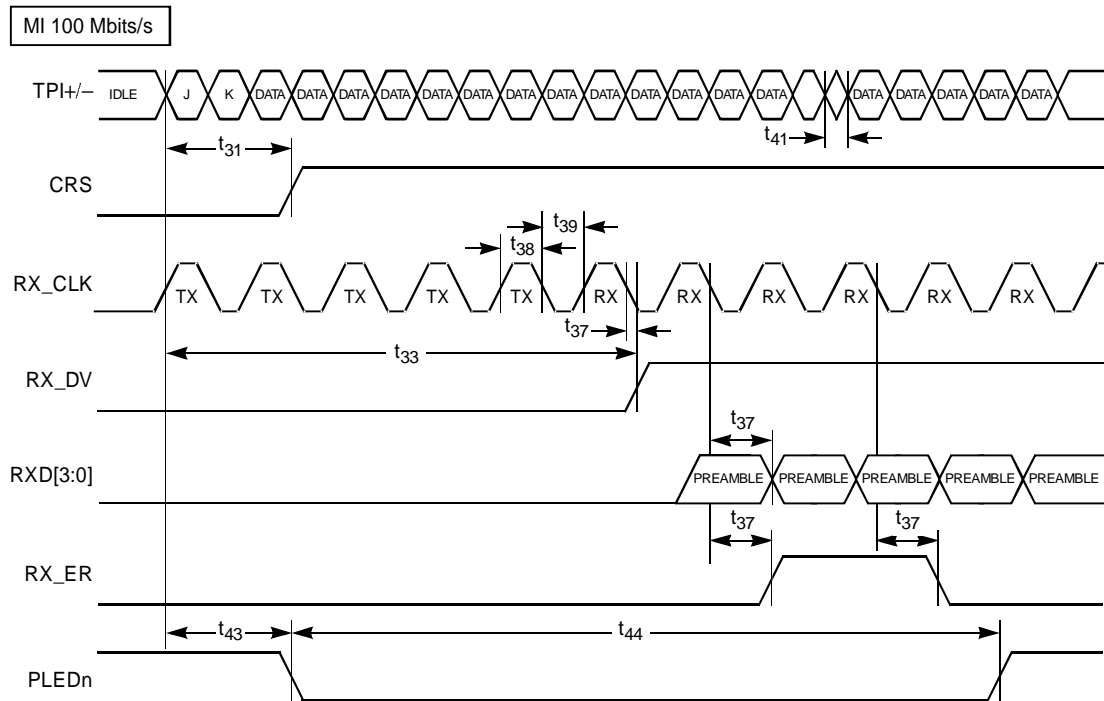 MI 100 Mbits/s
TPI+/– IDLE J K DATA DATA DATA DATA DATA DATA DATA DATA DATA DATA DATA DATA DATA DATA DATA DATA DATA DATA
t31 t41
CRS
t39
t38
RX_CLK TX TX TX TX TX RX RX RX RX RX RX
t37
t33
RX_DV
t37
RXD[3:0] PREAMBLE PREAMBLE PREAMBLE PREAMBLE PREAMBLE
t37 t37
RX_ER
t43 t44
PLEDn